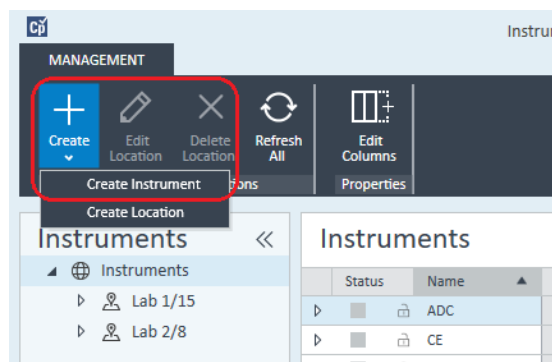 Cp
Instru
MANAGEMENT
Create Edit Location Delete Location Refresh All Edit Columns
Create Instrument
Properties
Create Location
Instruments
Instruments
Instruments
Status Name
Lab 1/15
ADC
Lab 2/8
CE